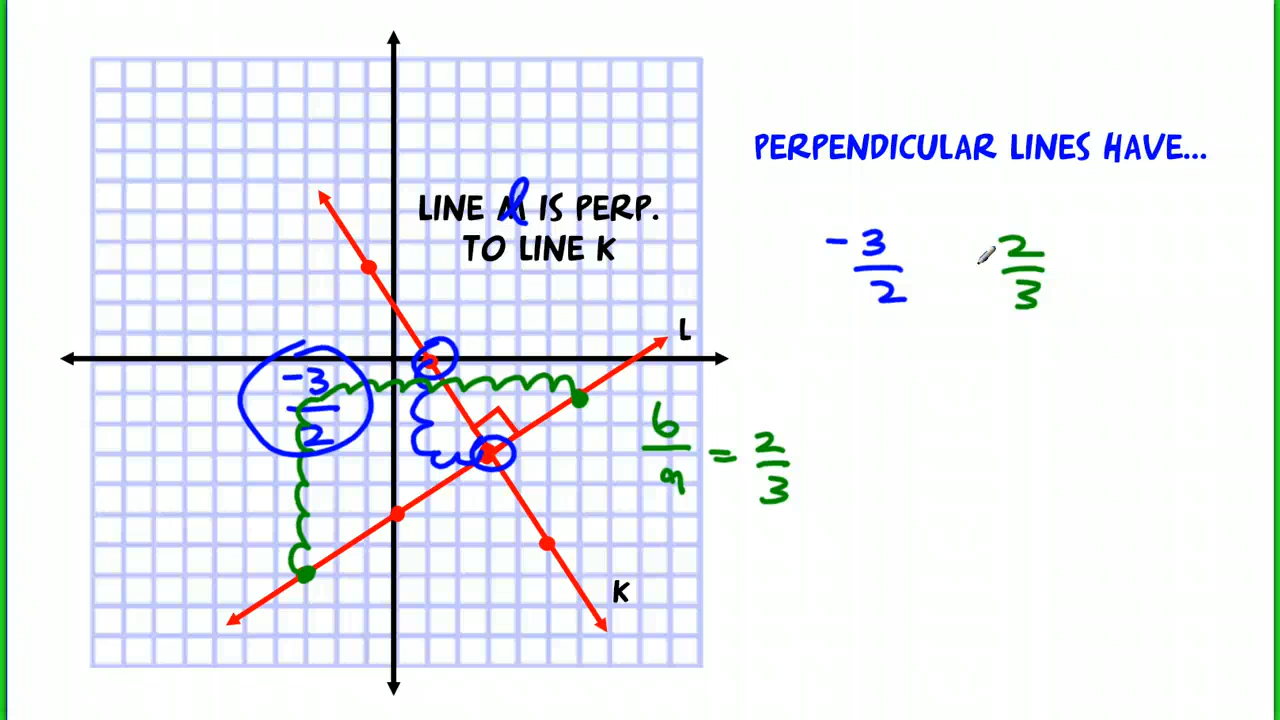 PERPENDICULAR LINES HAVE...
LINE l IS PERP.
TO LINE K
-3/2
2/3
L
-3/2
6/9 = 2/3
K